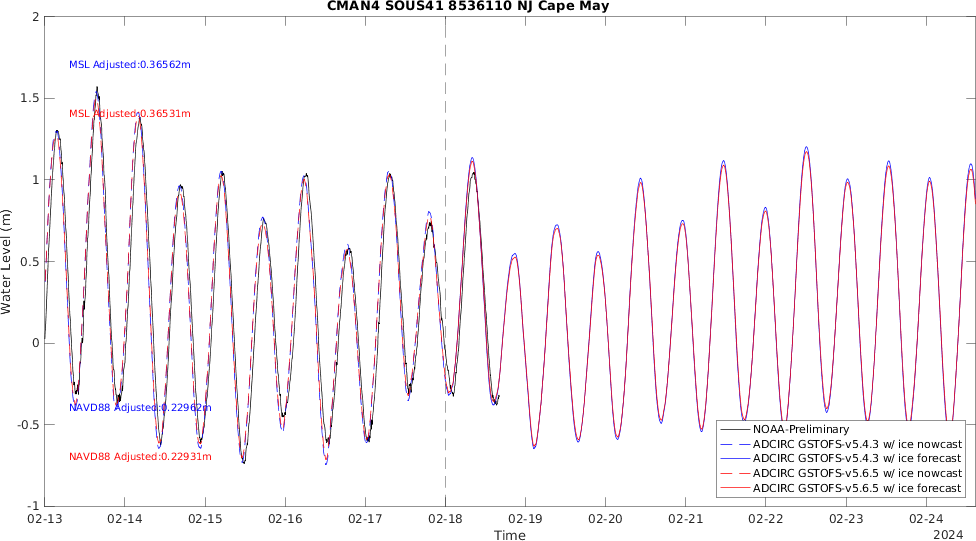 CMAN4 SOUS41 8536110 NJ Cape May
2
1.5
1
0.5
0
-0.5
-1
Water Level (m)
MSL Adjusted:0.36562m
MSL Adjusted:0.36531m
NAVD88 Adjusted:0.22962m
NAVD88 Adjusted:0.22931m
NOAA-Preliminary
ADCIRC GSTOFS-v5.4.3 w/ ice nowcast
ADCIRC GSTOFS-v5.4.3 w/ ice forecast
ADCIRC GSTOFS-v5.6.5 w/ ice nowcast
ADCIRC GSTOFS-v5.6.5 w/ ice forecast
02-13 02-14 02-15 02-16 02-17 02-18 02-19 02-20 02-21 02-22 02-23 02-24
Time
2024